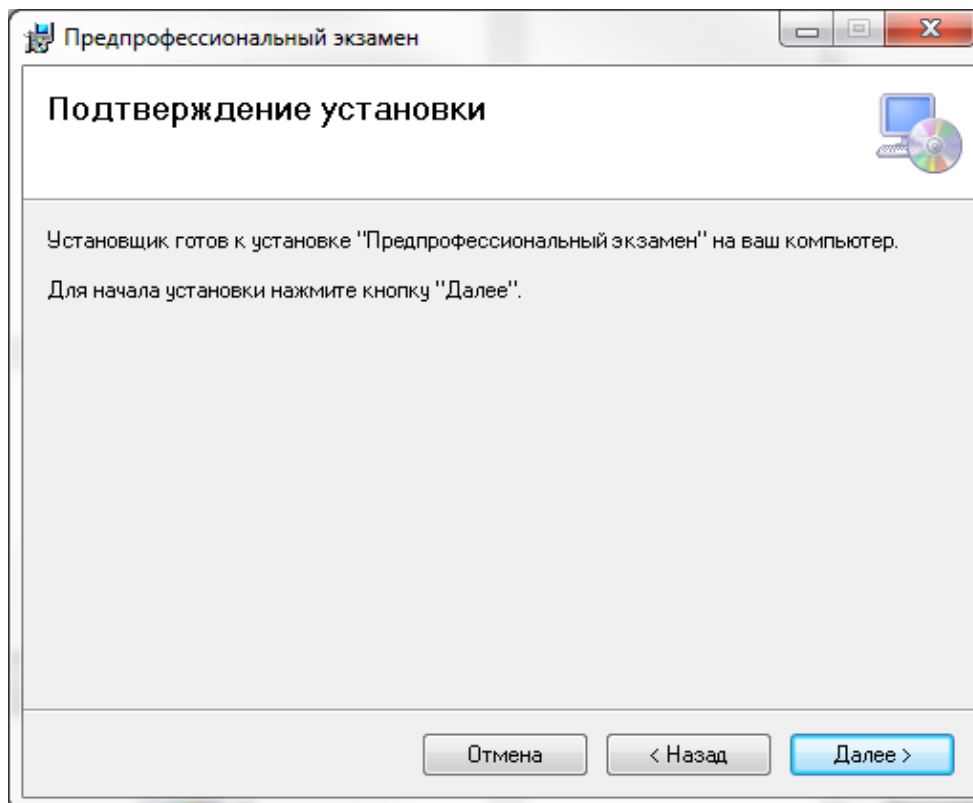 Предпрофессиональный экзамен
Подтверждение установки
Установщик готов к установке "Предпрофессиональный экзамен" на ваш компьютер.
Для начала установки нажмите кнопку "Далее".
Отмена
< Назад
Далее >